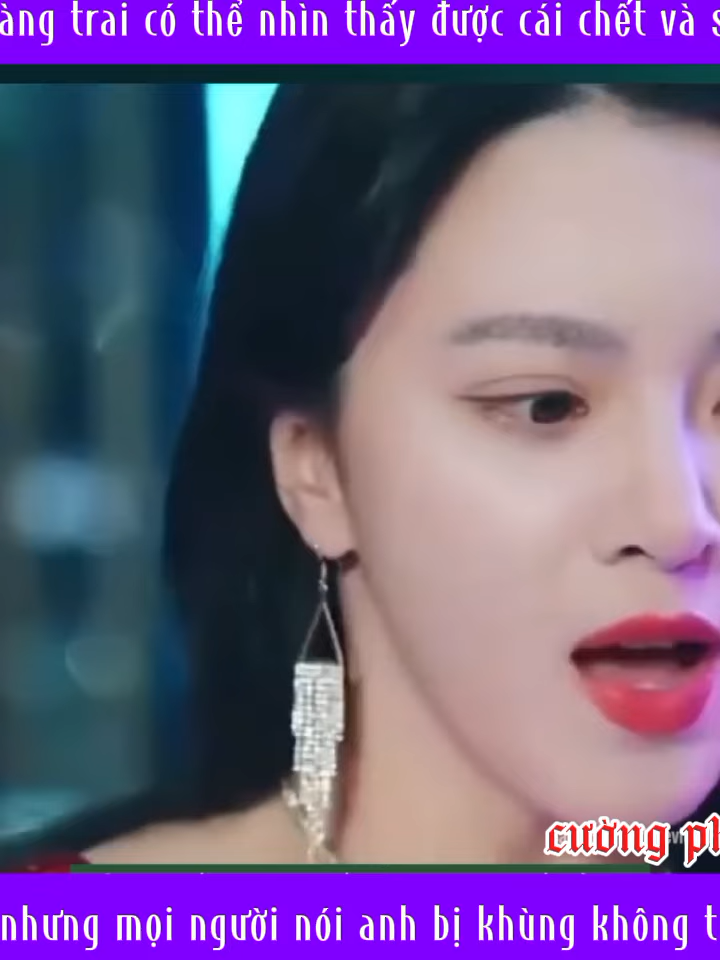 àng trai có thể nhìn thấy được cái chết và s
cường ph
nhưng mọi người nói anh bị khùng không t